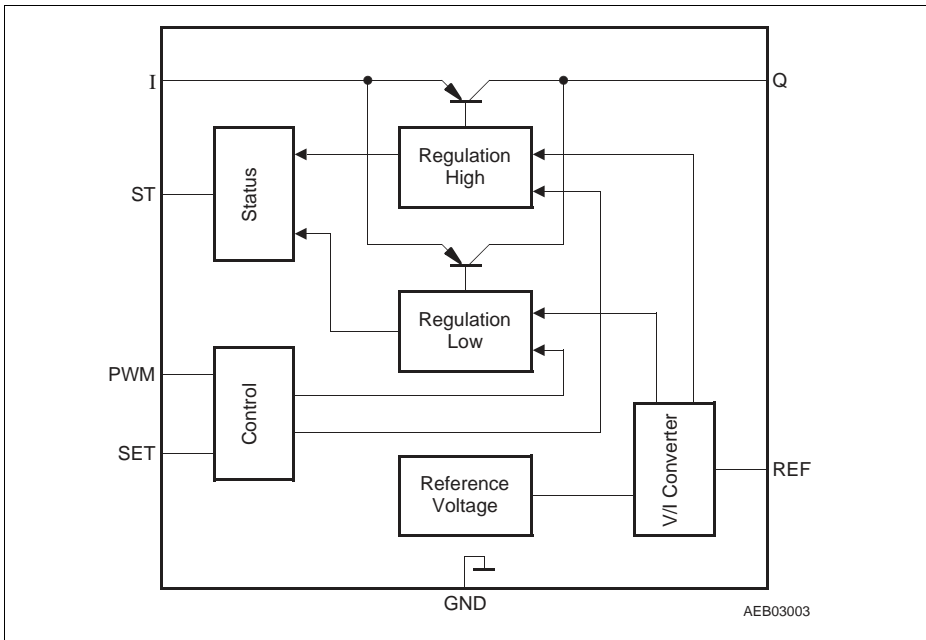 I
Q
Regulation
High
Status
ST
Regulation
Low
PWM
Control
SET
Reference
Voltage
V/I Converter
REF
GND
AEB03003